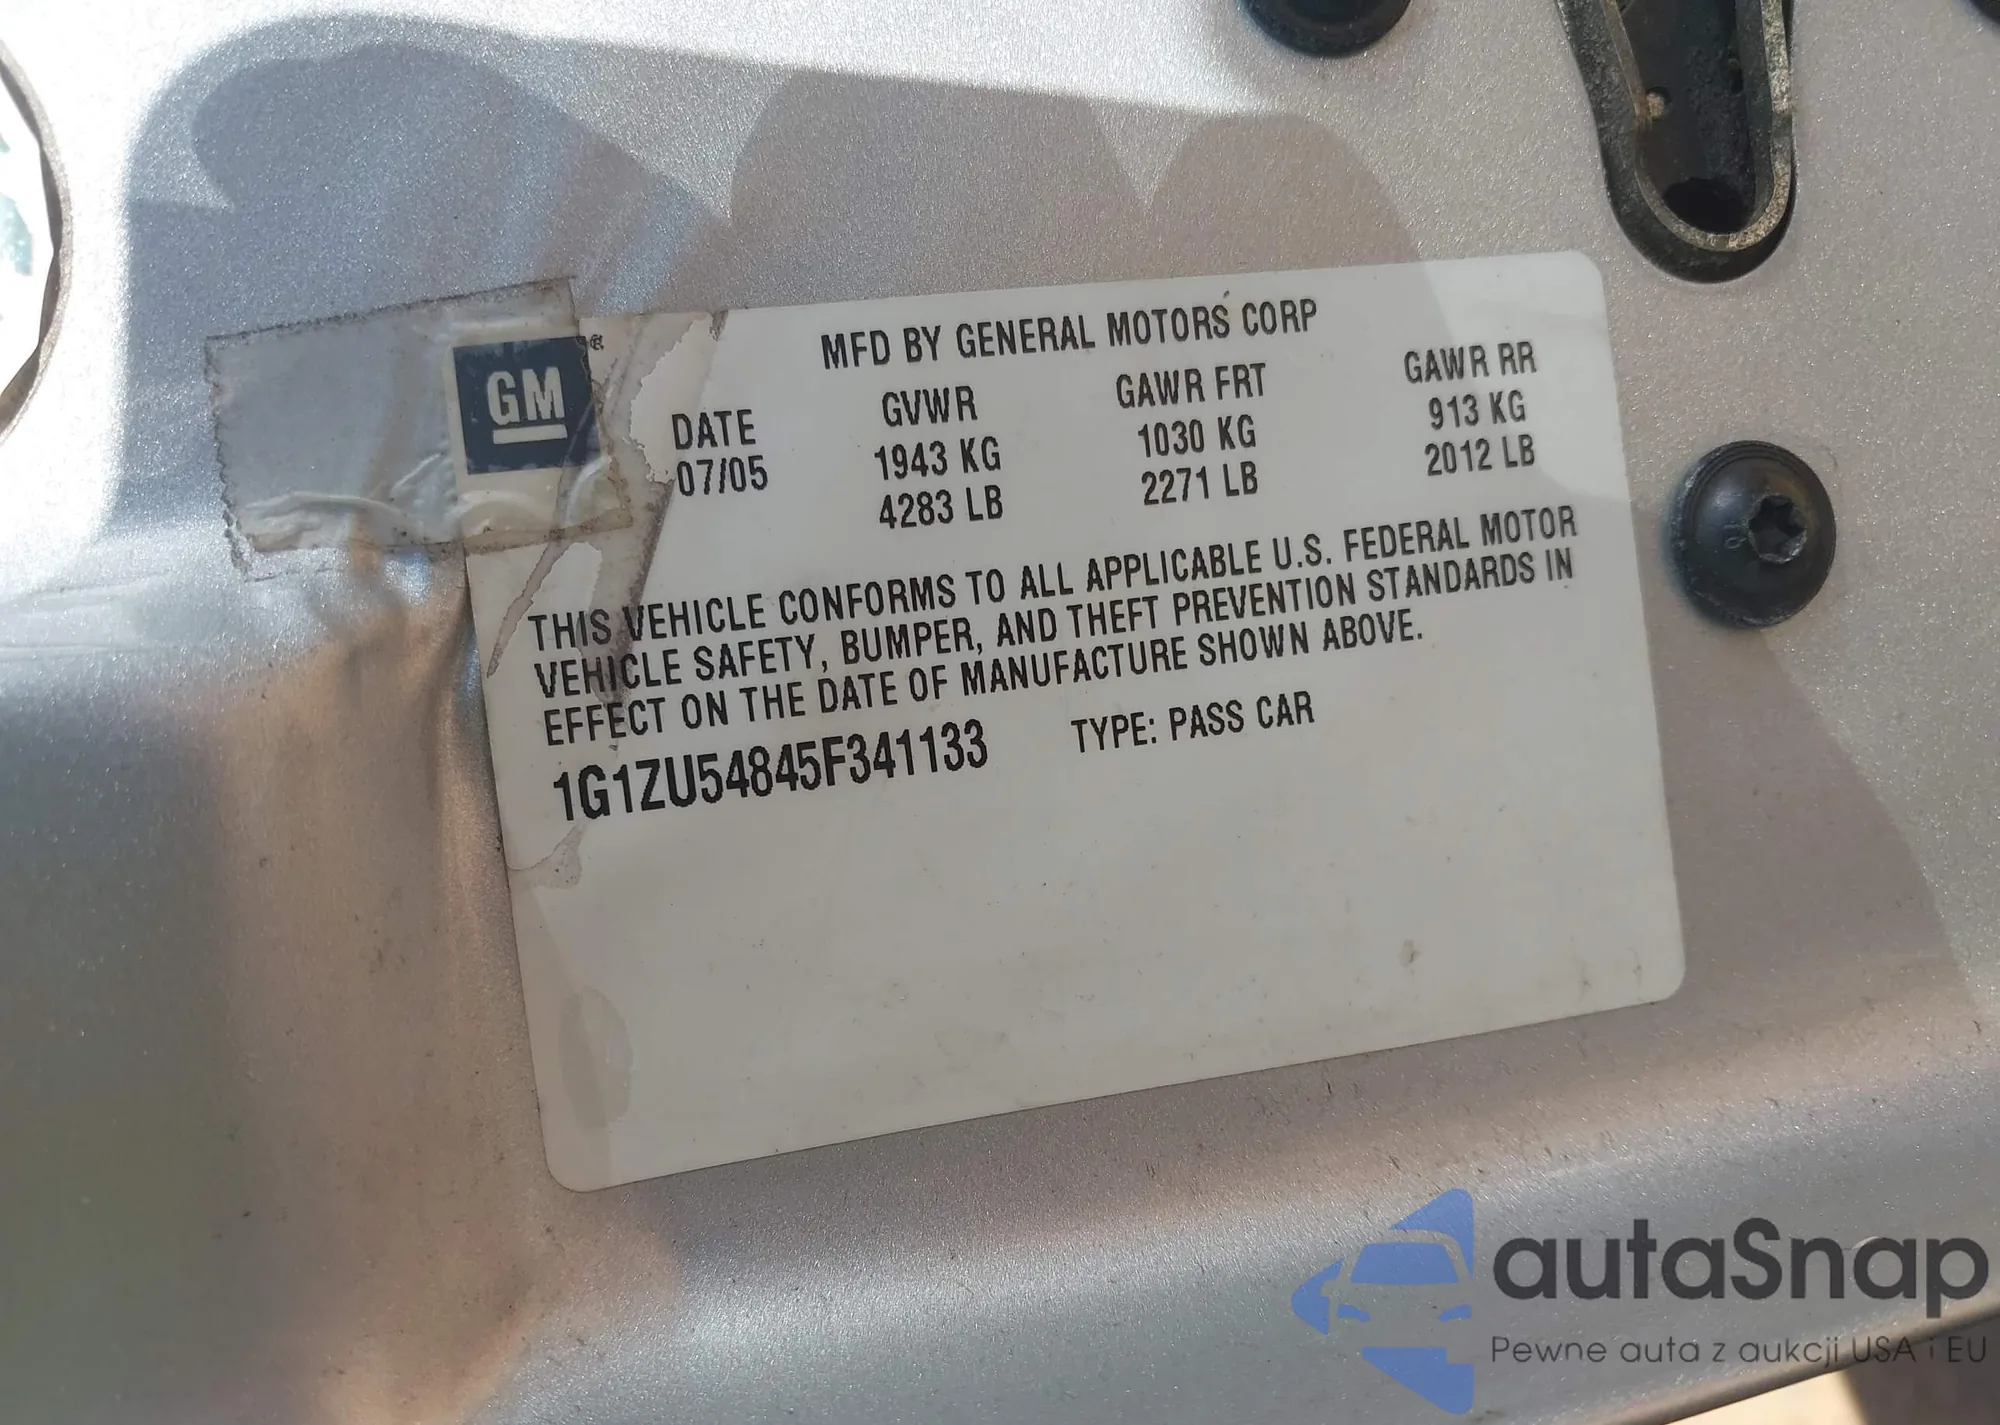 GM
®
MFD BY GENERAL MOTORS CORP
DATE GVWR GAWR FRT GAWR RR
07/05 1943 KG 1030 KG 913 KG
4283 LB 2271 LB 2012 LB
THIS VEHICLE CONFORMS TO ALL APPLICABLE U.S. FEDERAL MOTOR
VEHICLE SAFETY, BUMPER, AND THEFT PREVENTION STANDARDS IN
EFFECT ON THE DATE OF MANUFACTURE SHOWN ABOVE.
1G1ZU54845F341133 TYPE: PASS CAR
autaSnap
Pewne auta z aukcji USA i EU